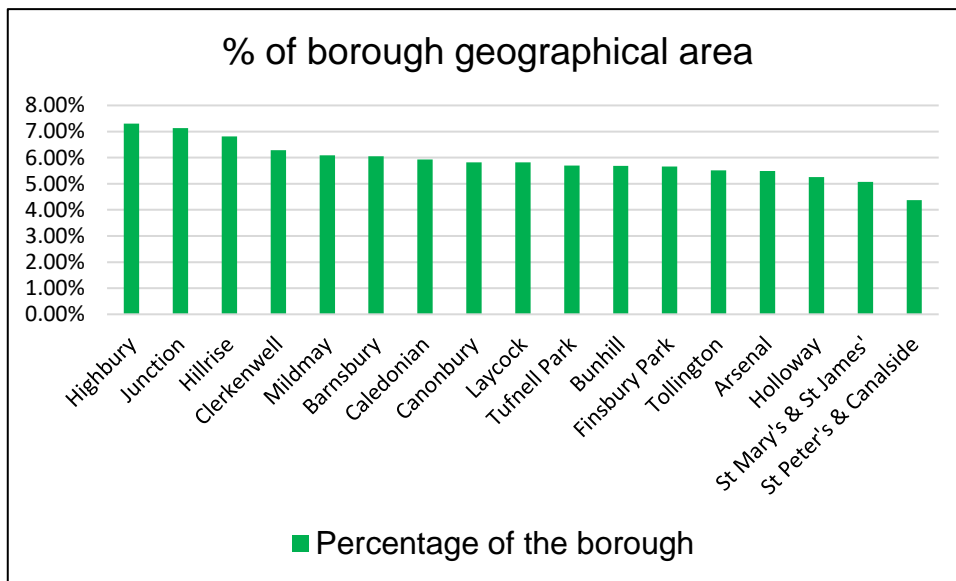 % of borough geographical area
8.00%
7.00%
6.00%
5.00%
4.00%
3.00%
2.00%
1.00%
0.00%
Highbury
Junction
Hillrise
Clerkenwell
Mildmay
Barnsbury
Caledonian
Canonbury
Laycock
Tufnell Park
Bunhill
Finsbury Park
Tollington
Arsenal
Holloway
St Mary's & St James'
St Peter's & Canalside
Percentage of the borough